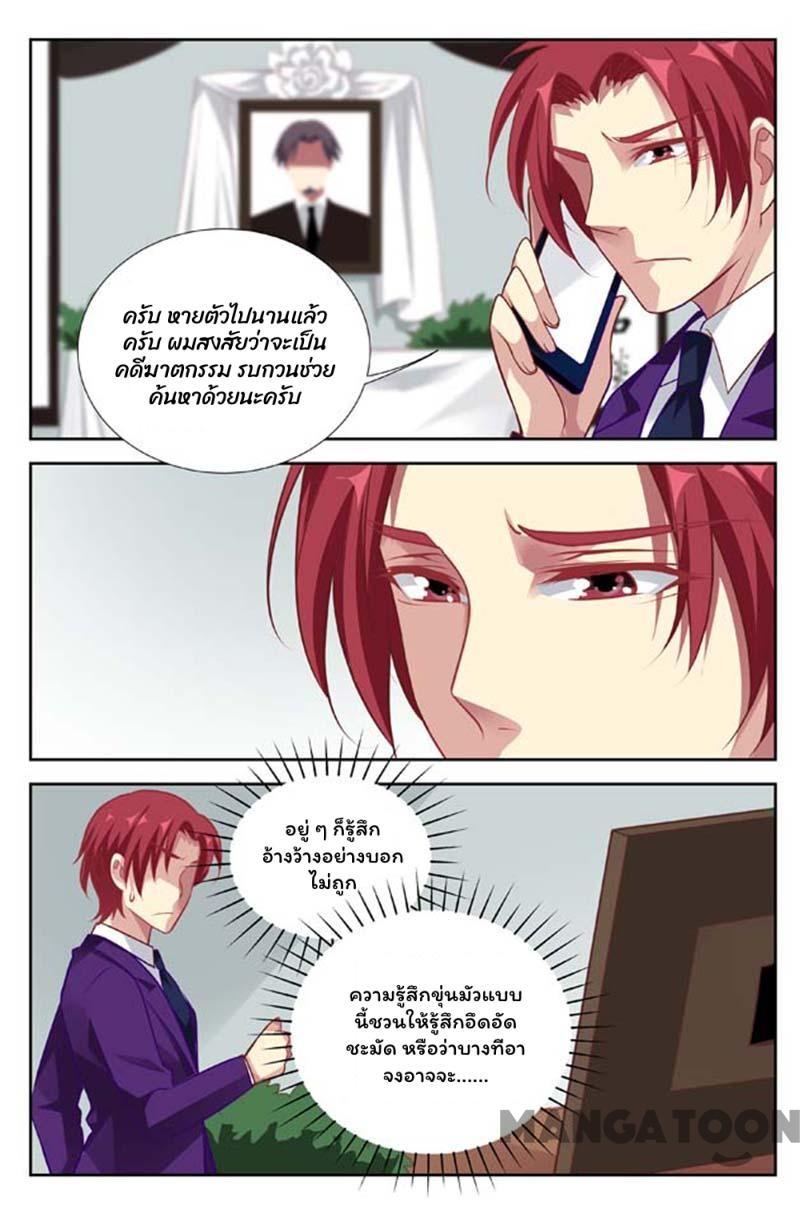 ครับ หายตัวไปนานแล้ว
ครับ ผมสงสัยว่าจะเป็น
คดีฆาตกรรม รบกวนช่วย
ค้นหาด้วยนะครับ
อยู่ ๆ ก็รู้สึก
อ้างว้างอย่างบอก
ไม่ถูก
ความรู้สึกขุ่นมัวแบบ
นี้ชวนให้รู้สึกอึดอัด
ชะมัด หรือว่าบางทีอา
จงอาจจะ......
MANGATOON